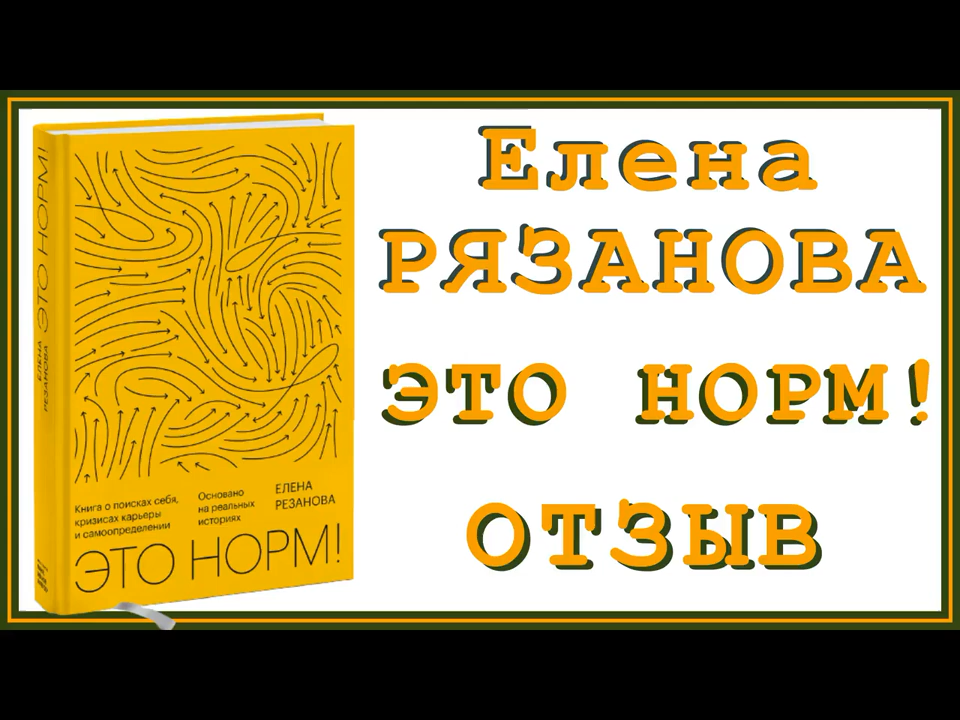 ЭТО НОРМ!
ЕЛЕНА
РЕЗАНОВА
Книга о поисках себя,
кризисах карьеры
и самоопределении
Основано
на реальных
историях
ЕЛЕНА
РЕЗАНОВА
ЭТО НОРМ!
Елена
РЯЗАНОВА
ЭТО НОРМ!
ОТЗЫВ